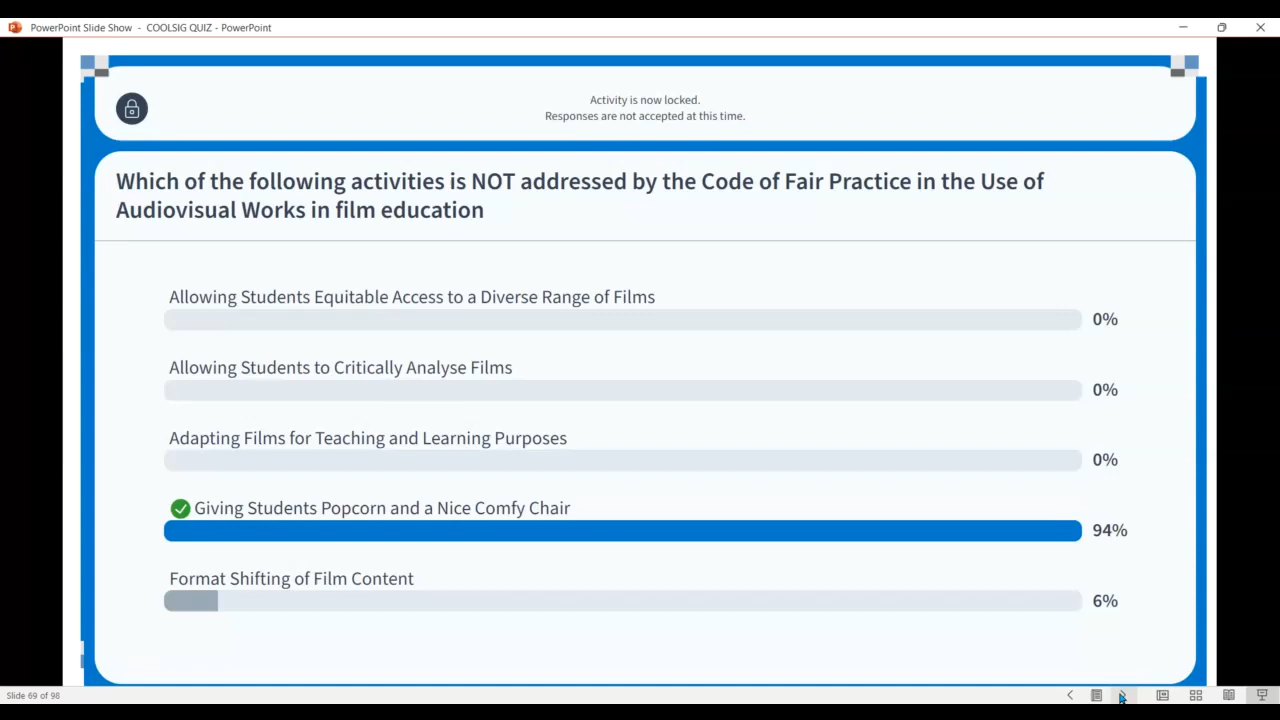 PowerPoint Slide Show - COOLSIG QUIZ - PowerPoint
Activity is now locked.
Responses are not accepted at this time.
Which of the following activities is NOT addressed by the Code of Fair Practice in the Use of
Audiovisual Works in film education
Allowing Students Equitable Access to a Diverse Range of Films
0%
Allowing Students to Critically Analyse Films
0%
Adapting Films for Teaching and Learning Purposes
0%
Giving Students Popcorn and a Nice Comfy Chair
94%
Format Shifting of Film Content
6%
Slide 69 of 98